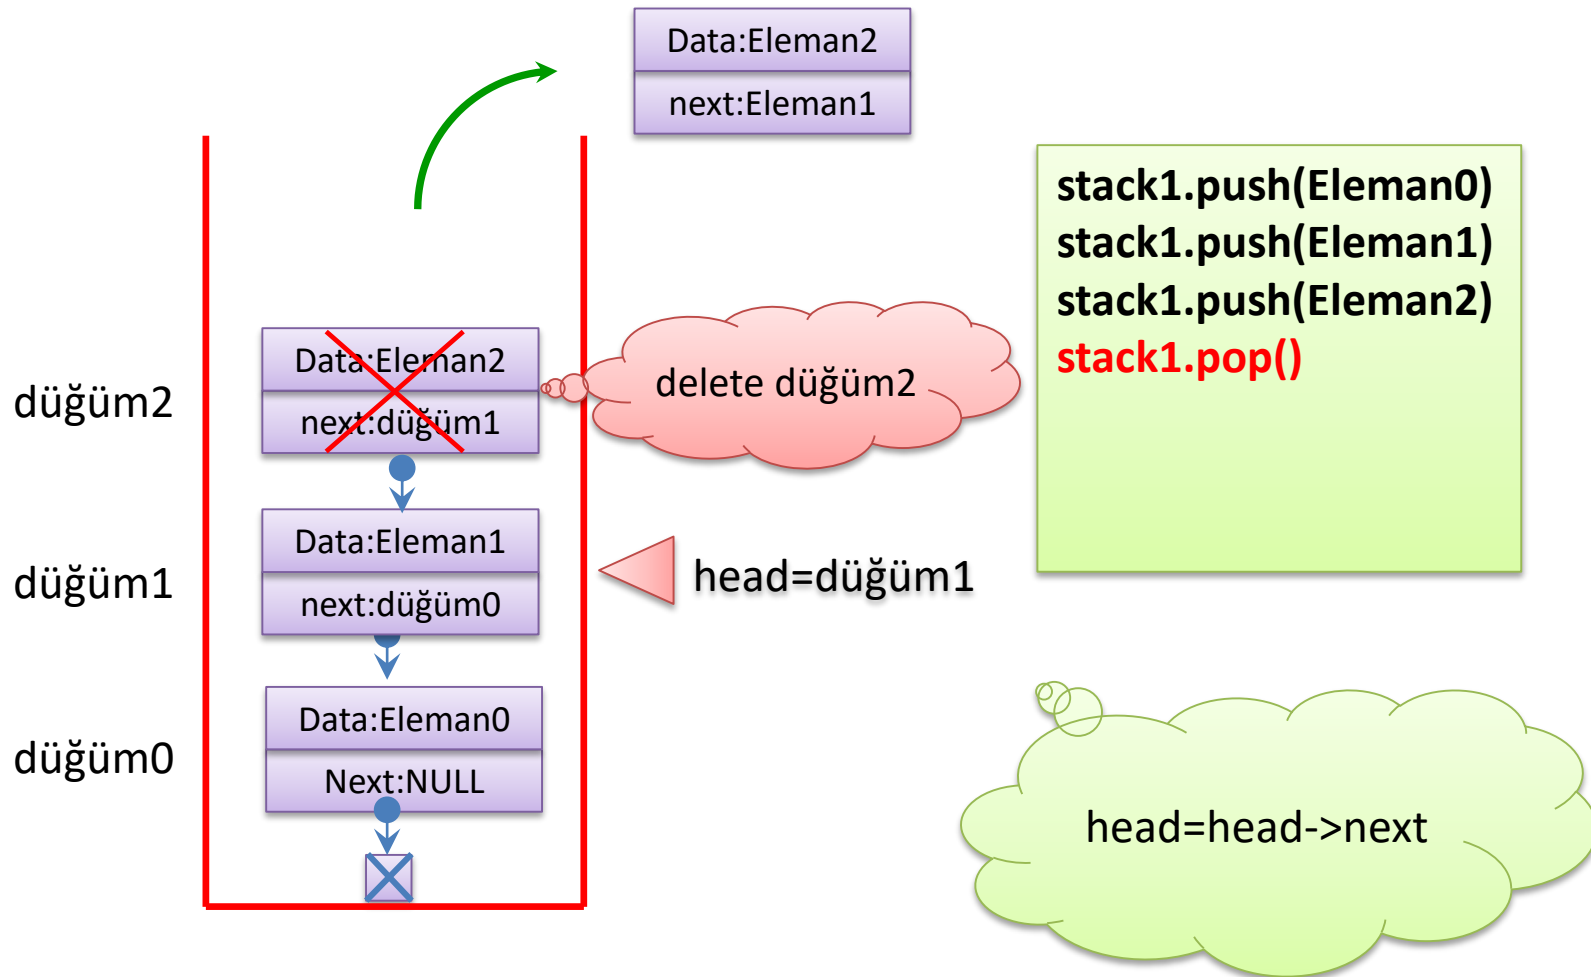 Data:Eleman2
next:Eleman1
stack1.push(Eleman0)
stack1.push(Eleman1)
stack1.push(Eleman2)
stack1.pop()
düğüm2
Data:Eleman2
next:düğüm1
delete düğüm2
düğüm1
Data:Eleman1
next:düğüm0
head=düğüm1
düğüm0
Data:Eleman0
Next:NULL
head=head->next